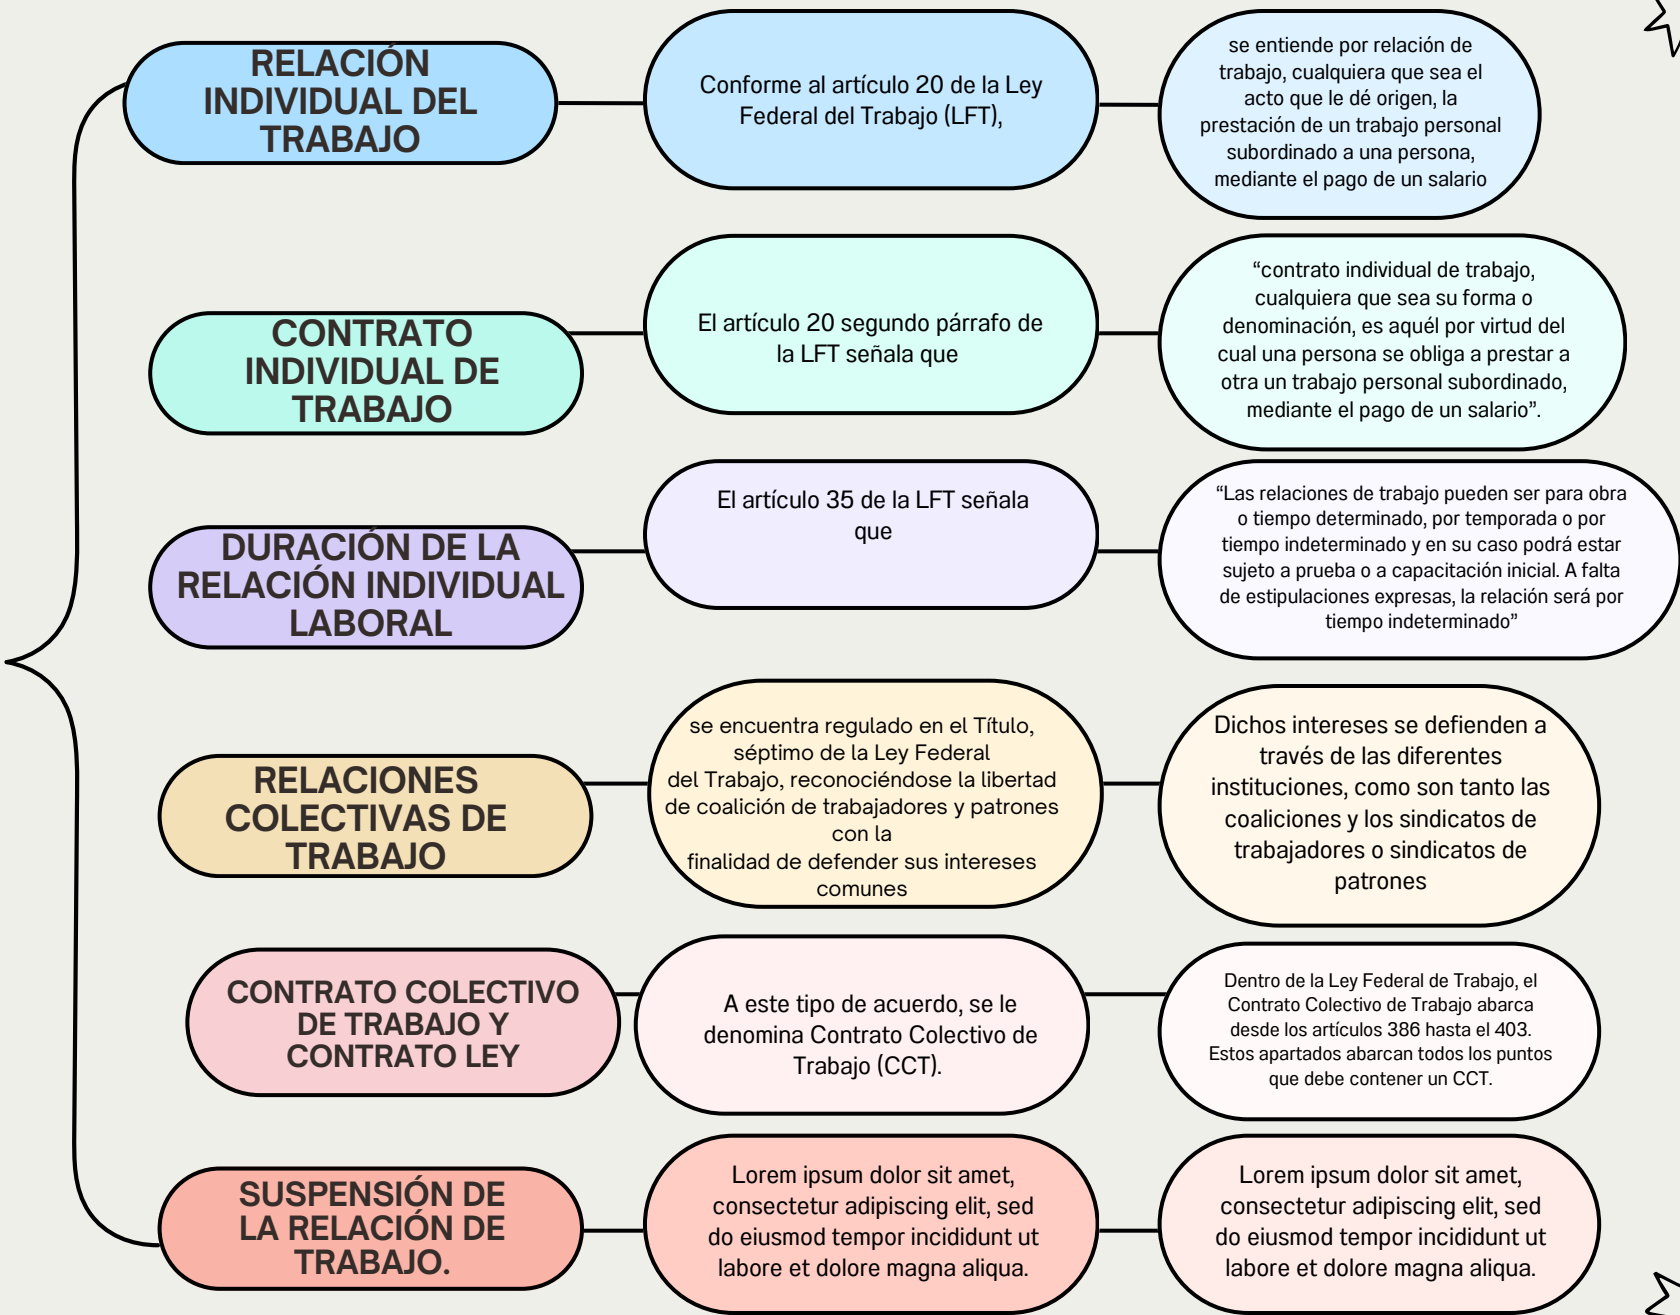 RELACIÓN
INDIVIDUAL DEL
TRABAJO
Conforme al artículo 20 de la Ley
Federal del Trabajo (LFT),
se entiende por relación de
trabajo, cualquiera que sea el
acto que le dé origen, la
prestación de un trabajo personal
subordinado a una persona,
mediante el pago de un salario
CONTRATO
INDIVIDUAL DE
TRABAJO
El artículo 20 segundo párrafo de
la LFT señala que
“contrato individual de trabajo,
cualquiera que sea su forma o
denominación, es aquél por virtud del
cual una persona se obliga a prestar a
otra un trabajo personal subordinado,
mediante el pago de un salario”.
DURACIÓN DE LA
RELACIÓN INDIVIDUAL
LABORAL
El artículo 35 de la LFT señala
que
“Las relaciones de trabajo pueden ser para obra
o tiempo determinado, por temporada o por
tiempo indeterminado y en su caso podrá estar
sujeto a prueba o a capacitación inicial. A falta
de estipulaciones expresas, la relación será por
tiempo indeterminado”
RELACIONES
COLECTIVAS DE
TRABAJO
se encuentra regulado en el Título,
séptimo de la Ley Federal
del Trabajo, reconociéndose la libertad
de coalición de trabajadores y patrones
con la
finalidad de defender sus intereses
comunes
Dichos intereses se defienden a
través de las diferentes
instituciones, como son tanto las
coaliciones y los sindicatos de
trabajadores o sindicatos de
patrones
CONTRATO COLECTIVO
DE TRABAJO Y
CONTRATO LEY
A este tipo de acuerdo, se le
denomina Contrato Colectivo de
Trabajo (CCT).
Dentro de la Ley Federal de Trabajo, el
Contrato Colectivo de Trabajo abarca
desde los artículos 386 hasta el 403.
Estos apartados abarcan todos los puntos
que debe contener un CCT.
SUSPENSIÓN DE
LA RELACIÓN DE
TRABAJO.
Lorem ipsum dolor sit amet,
consectetur adipiscing elit, sed
do eiusmod tempor incididunt ut
labore et dolore magna aliqua.
Lorem ipsum dolor sit amet,
consectetur adipiscing elit, sed
do eiusmod tempor incididunt ut
labore et dolore magna aliqua.